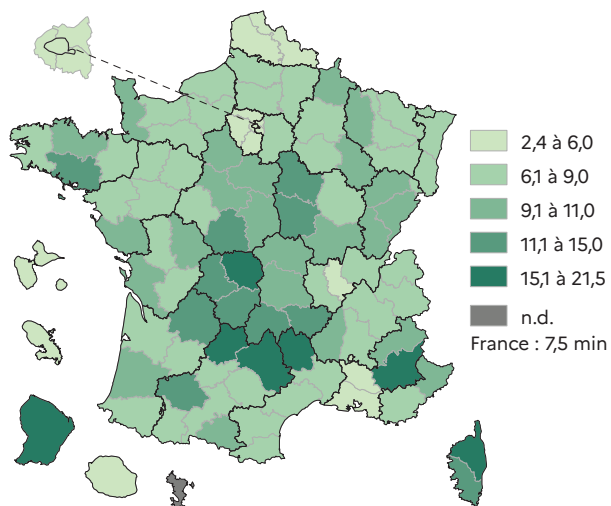 2,4 à 6,0
6,1 à 9,0
9,1 à 11,0
11,1 à 15,0
15,1 à 21,5
n.d.
France : 7,5 min